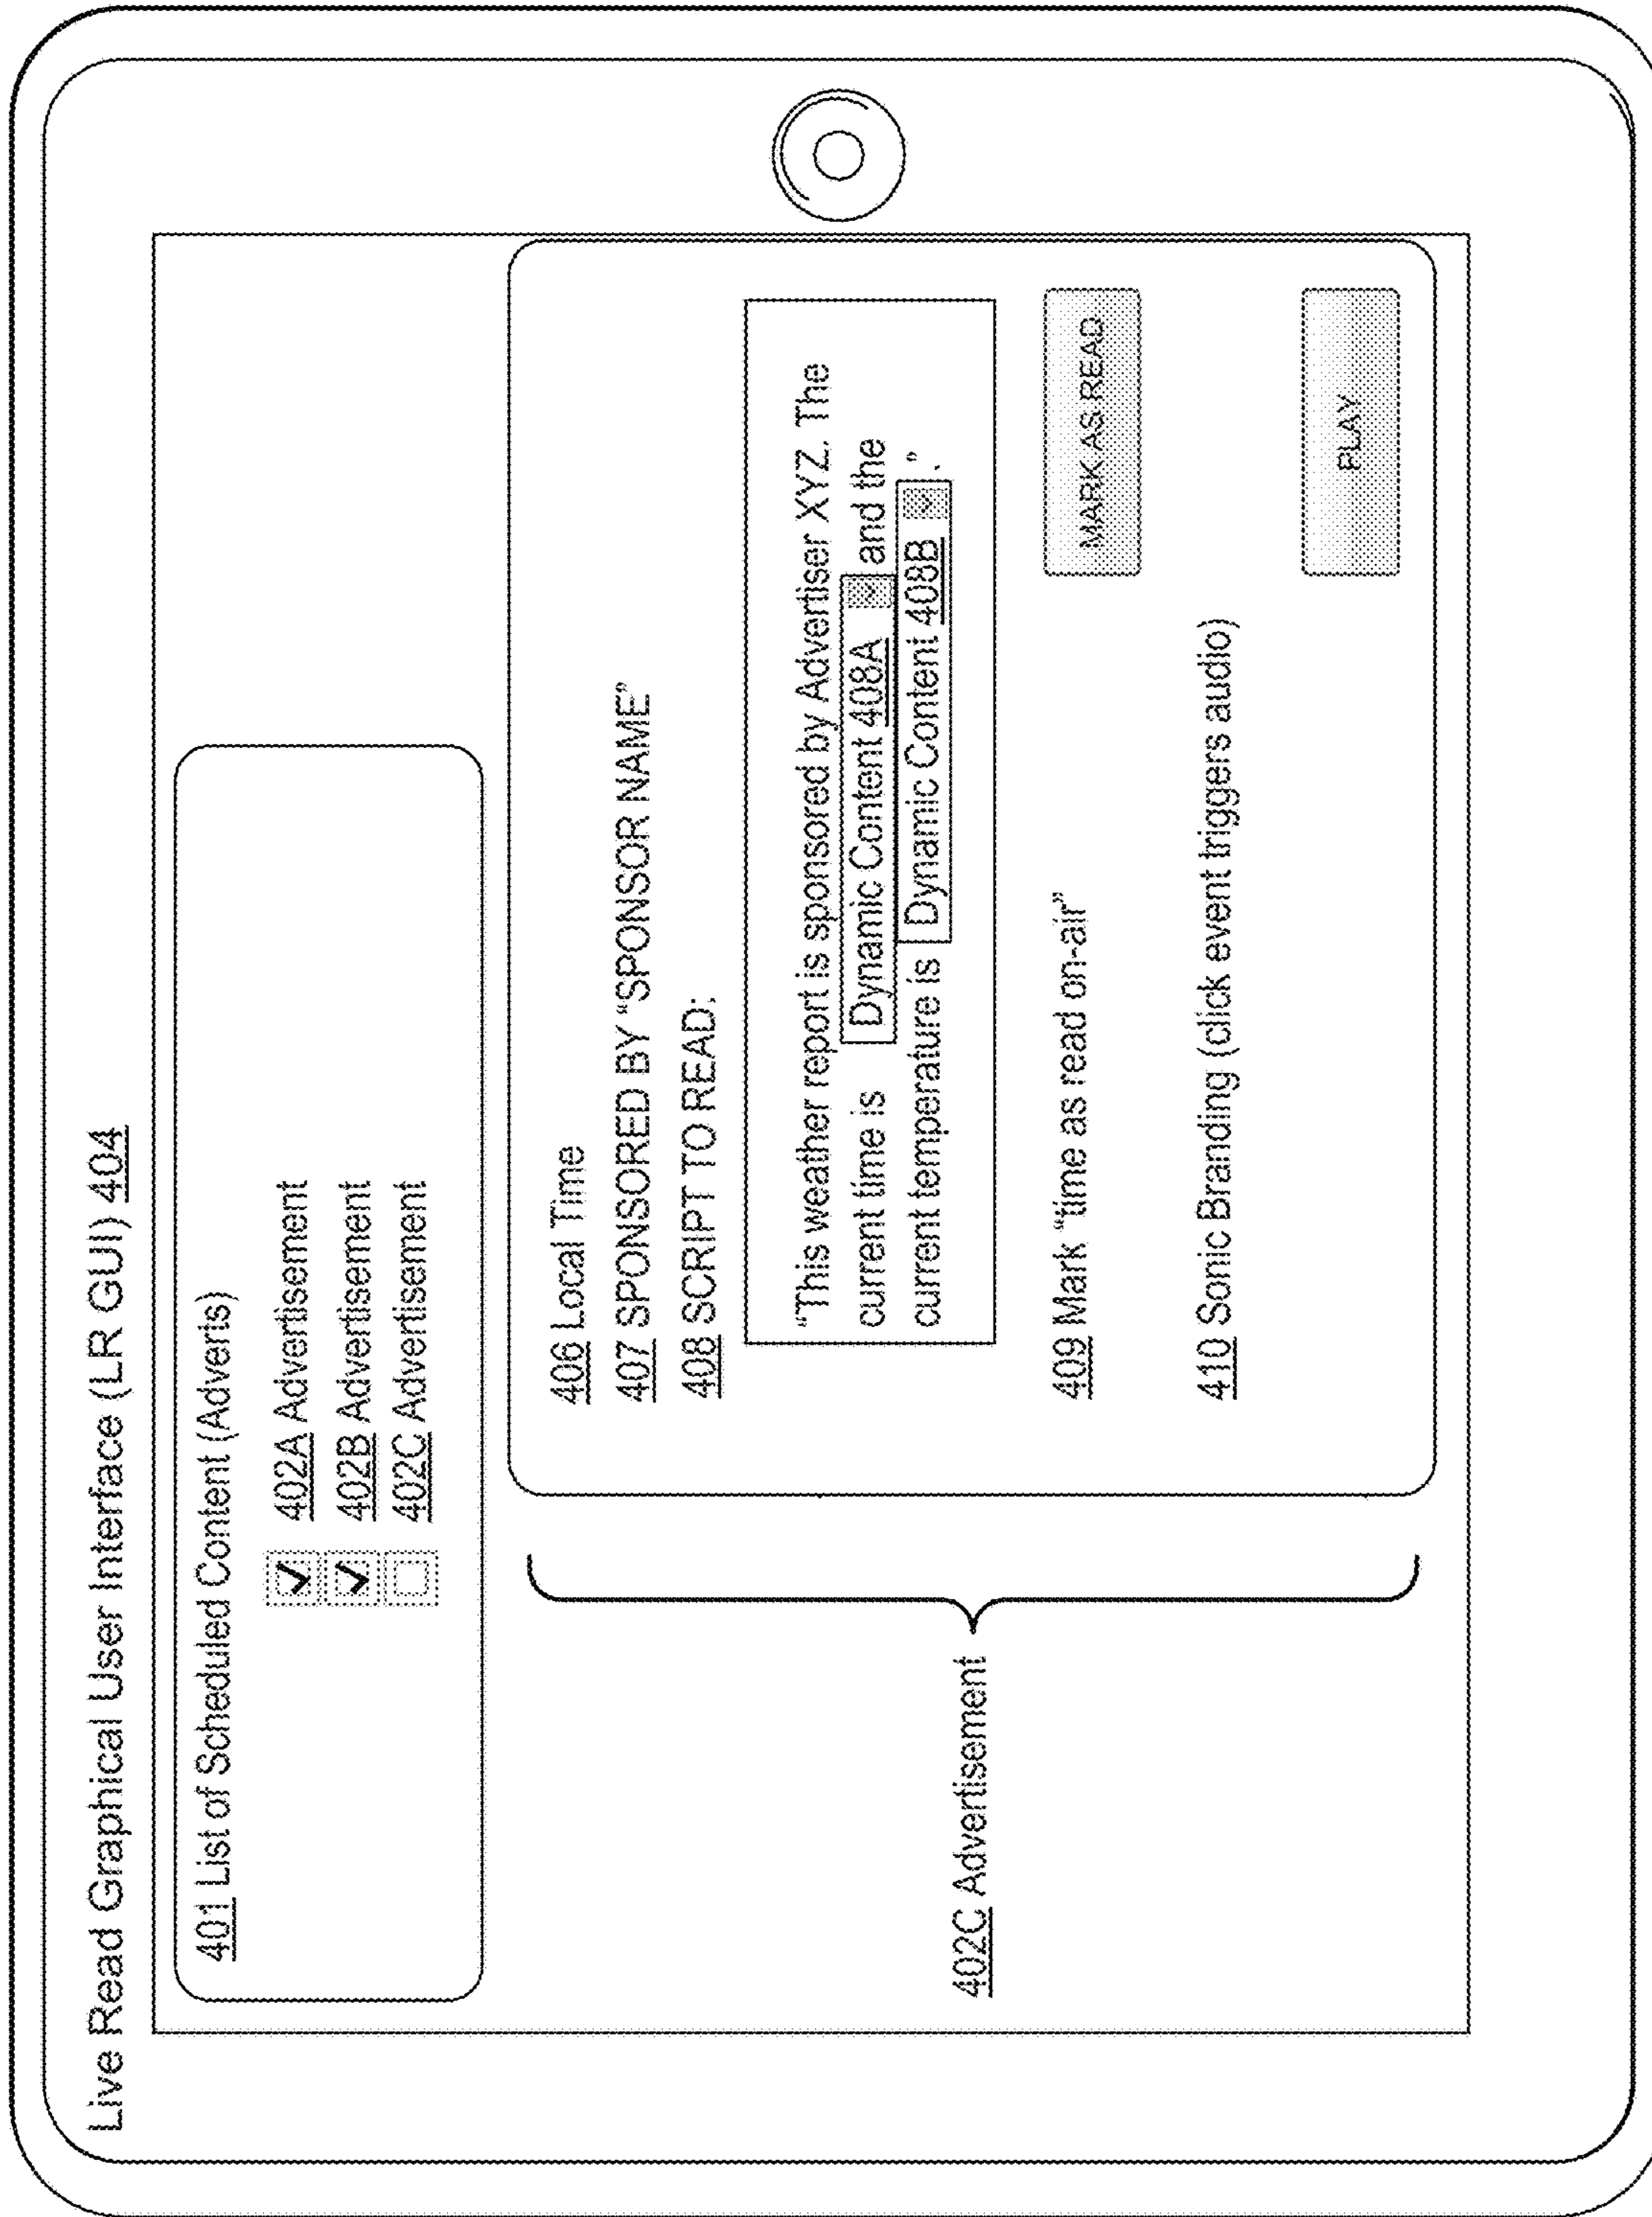 Live Read Graphical User Interface (LR GUI) 404
401 List of Scheduled Content (Adverts)
402A Advertisement
402B Advertisement
402C Advertisement
402C Advertisement
406 Local Time
407 SPONSORED BY "SPONSOR NAME"
408 SCRIPT TO READ:
"This weather report is sponsored by Advertiser XYZ. The
current time is Dynamic Content 408A and the
current temperature is Dynamic Content 408B ."
409 Mark "time as read on-air"
MARK AS READ
410 Sonic Branding (click event triggers audio)
PLAY